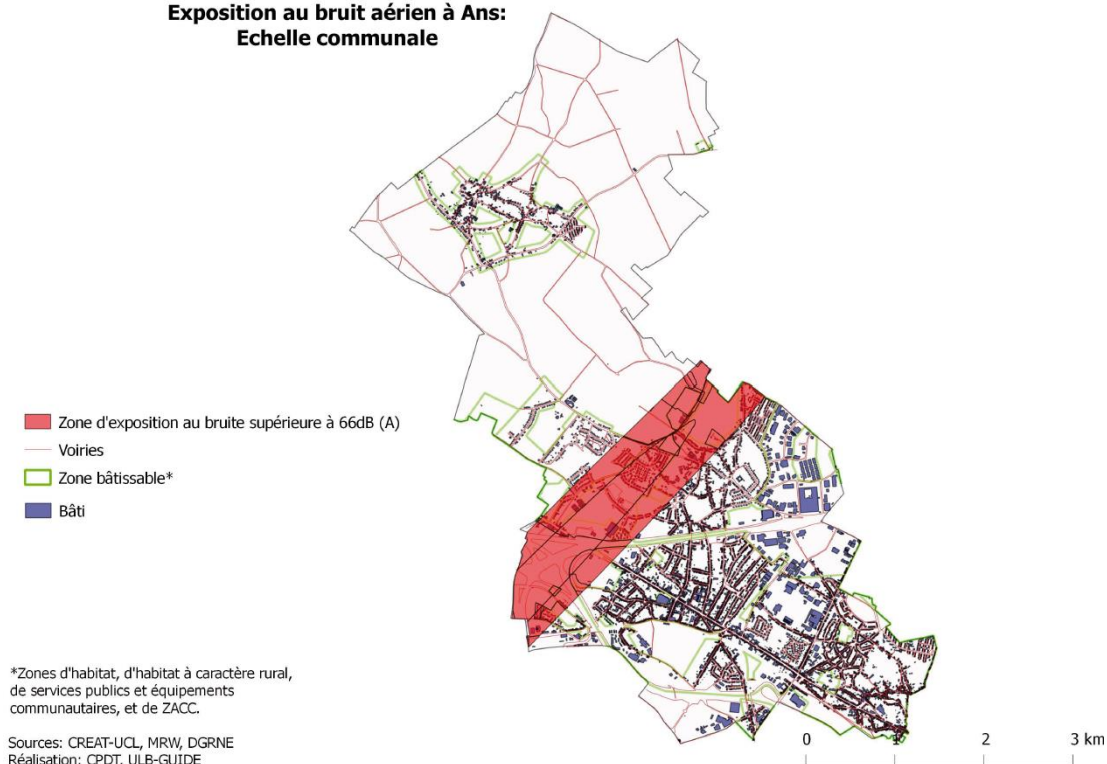 Exposition au bruit aérien à Ans:
Echelle communale
Zone d'exposition au bruite supérieure à 66dB (A)
Voiries
Zone bâtissable*
Bâti
*Zones d'habitat, d'habitat à caractère rural,
de services publics et équipements
communautaires, et de ZACC.
Sources: CREAT-UCL, MRW, DGRNE
Réalisation: CPDT, ULB-GUIDE
0 1 2 3 km